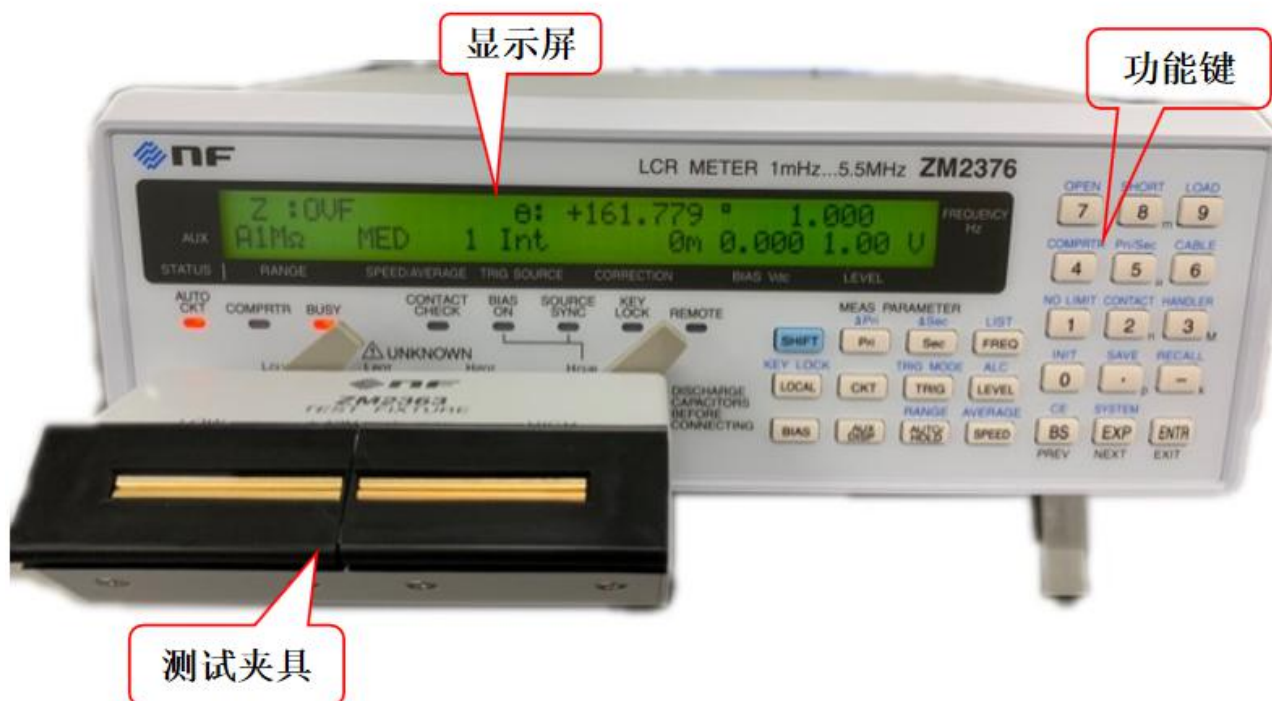 显示屏
功能键
NF
LCR METER 1mHz...5.5MHz ZM2376
Z :OVF θ: +161.779 ° 1.000
FREQUENCY
Hz
AUX
A1MΩ MED 1 Int 0m 0.000 1.00 V
STATUS RANGE SPEED/AVERAGE TRIG SOURCE CORRECTION BIAS Vdc LEVEL
AUTO CKT
COMPRTR
BUSY
CONTACT CHECK
BIAS ON
SOURCE SYNC
KEY LOCK
REMOTE
UNKNOWN
OPEN SHORT LOAD
7 8 m 9
COMPRTR Pri/Sec CABLE
4 5 6
NO LIMIT CONTACT HANDLER
1 2 n 3 M
INIT SAVE RECALL
0 · p − k
CE SYSTEM
BS EXP ENTR
PREV NEXT EXIT
MEAS PARAMETER
ΔPri ΔSec LIST
SHIFT Pri Sec FREQ
KEY LOCK TRIG MODE ALC
LOCAL CKT TRIG LEVEL
RANGE AVERAGE
BIAS AUX DISP AUTO/HOLD SPEED
DISCHARGE
CAPACITORS
BEFORE
CONNECTING
NF
ZM2363
TEST FIXTURE
测试夹具